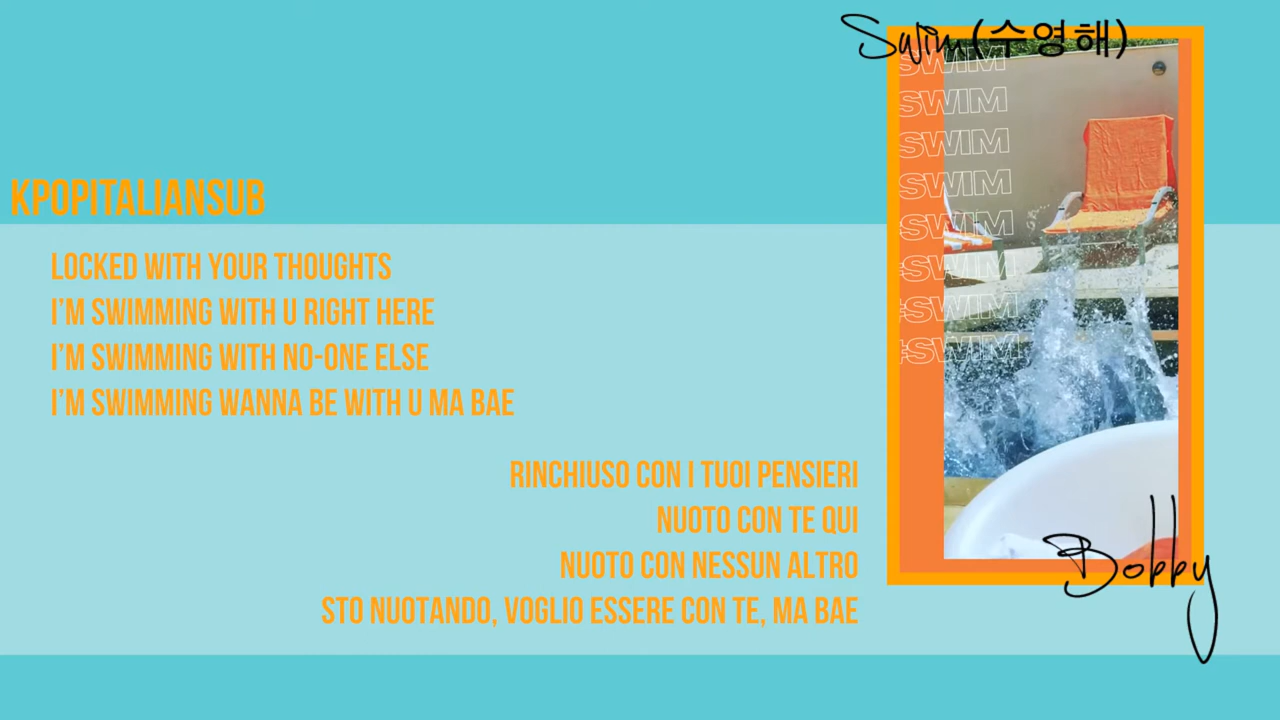 Swim(수영해)
SWIM
SWIM
SWIM
SWIM
SWIM
#SWIM
#SWIM
#SWIM
KPOPITALIANSUB
LOCKED WITH YOUR THOUGHTS
I'M SWIMMING WITH U RIGHT HERE
I'M SWIMMING WITH NO-ONE ELSE
I'M SWIMMING WANNA BE WITH U MA BAE
RINCHIUSO CON I TUOI PENSIERI
NUOTO CON TE QUI
NUOTO CON NESSUN ALTRO
STO NUOTANDO, VOGLIO ESSERE CON TE, MA BAE
Bobby